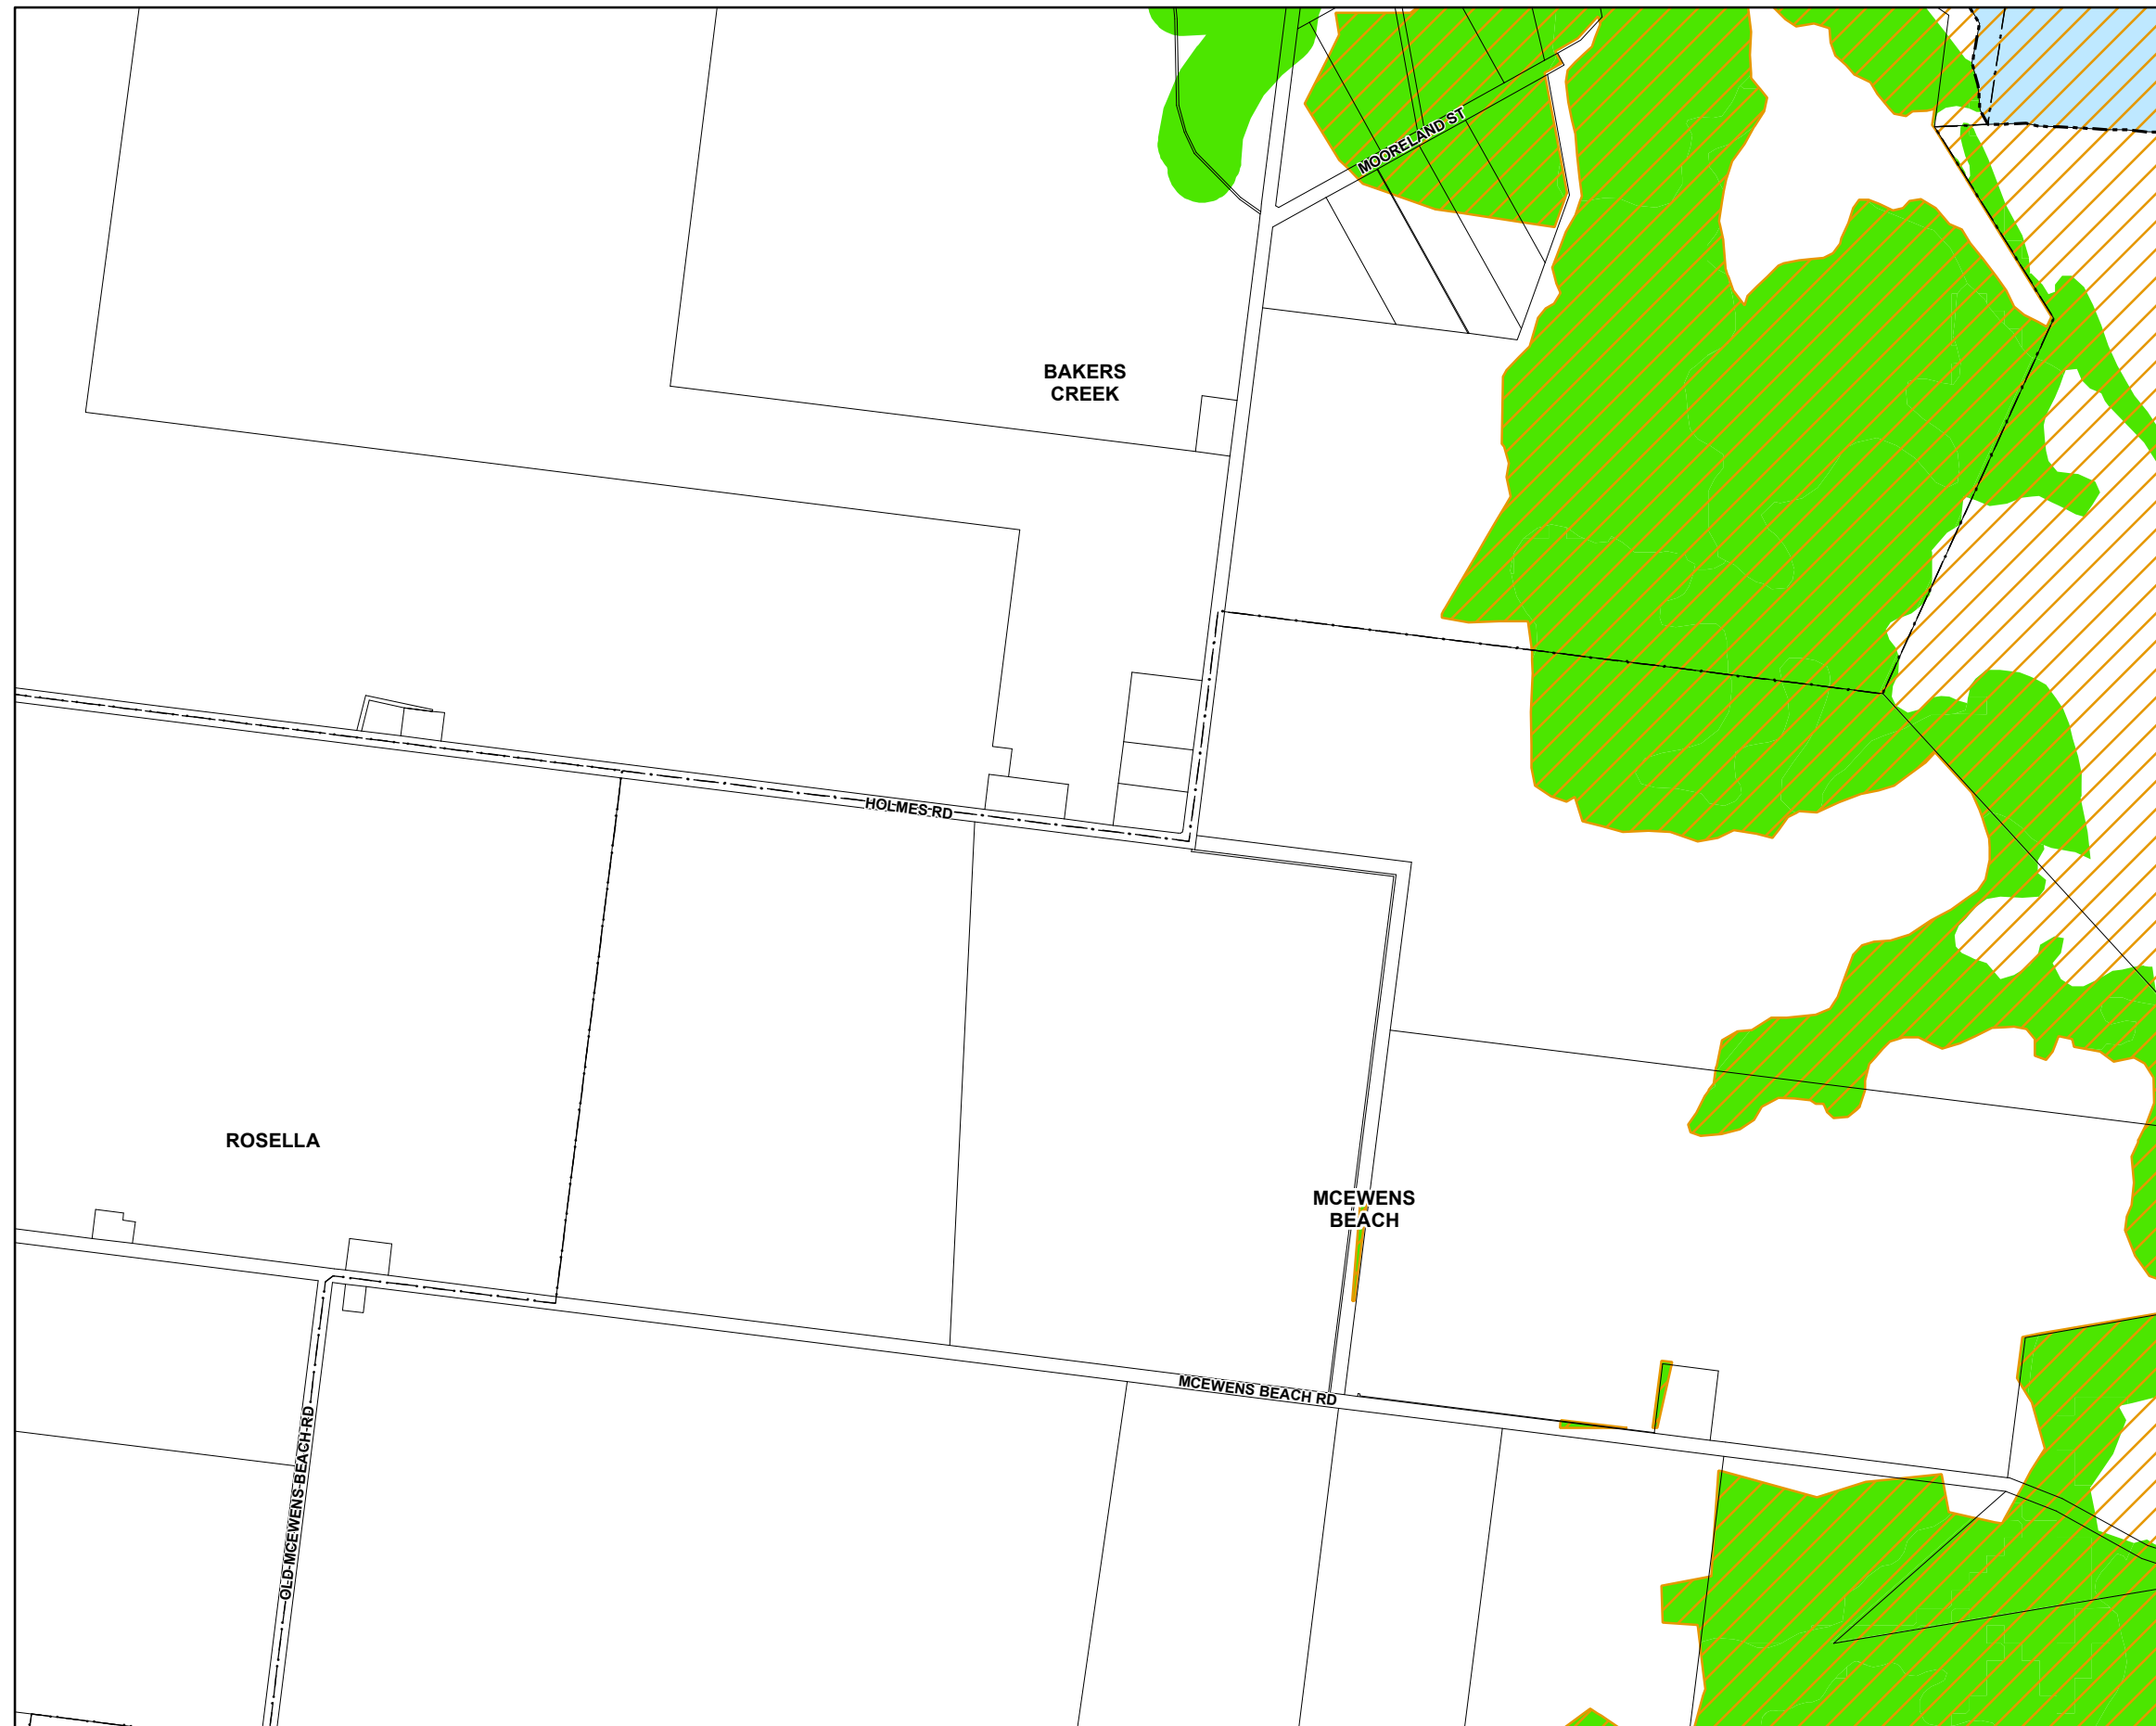 MOORELAND ST
BAKERS
CREEK
HOLMES RD
ROSELLA
MCEWENS
BEACH
MCEWENS BEACH RD
OLD MCEWENS BEACH RD